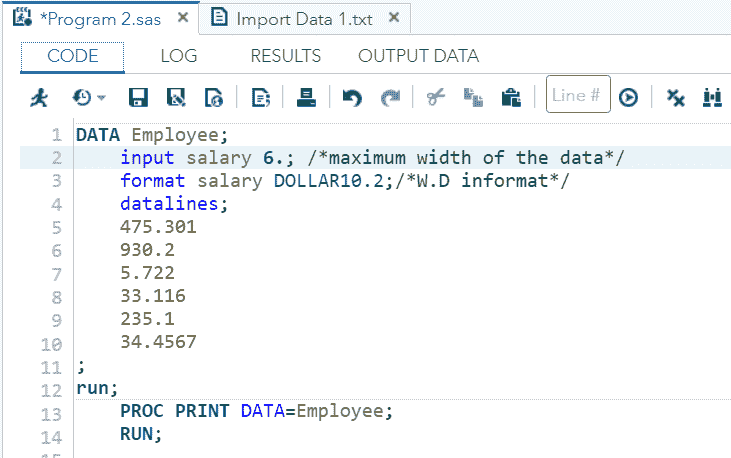 *Program 2.sas × Import Data 1.txt ×
CODE LOG RESULTS OUTPUT DATA
Line #
1 DATA Employee;
2 input salary 6.; /*maximum width of the data*/
3 format salary DOLLAR10.2;/*W.D informat*/
4 datalines;
5 475.301
6 930.2
7 5.722
8 33.116
9 235.1
10 34.4567
11 ;
12 run;
13 PROC PRINT DATA=Employee;
14 RUN;